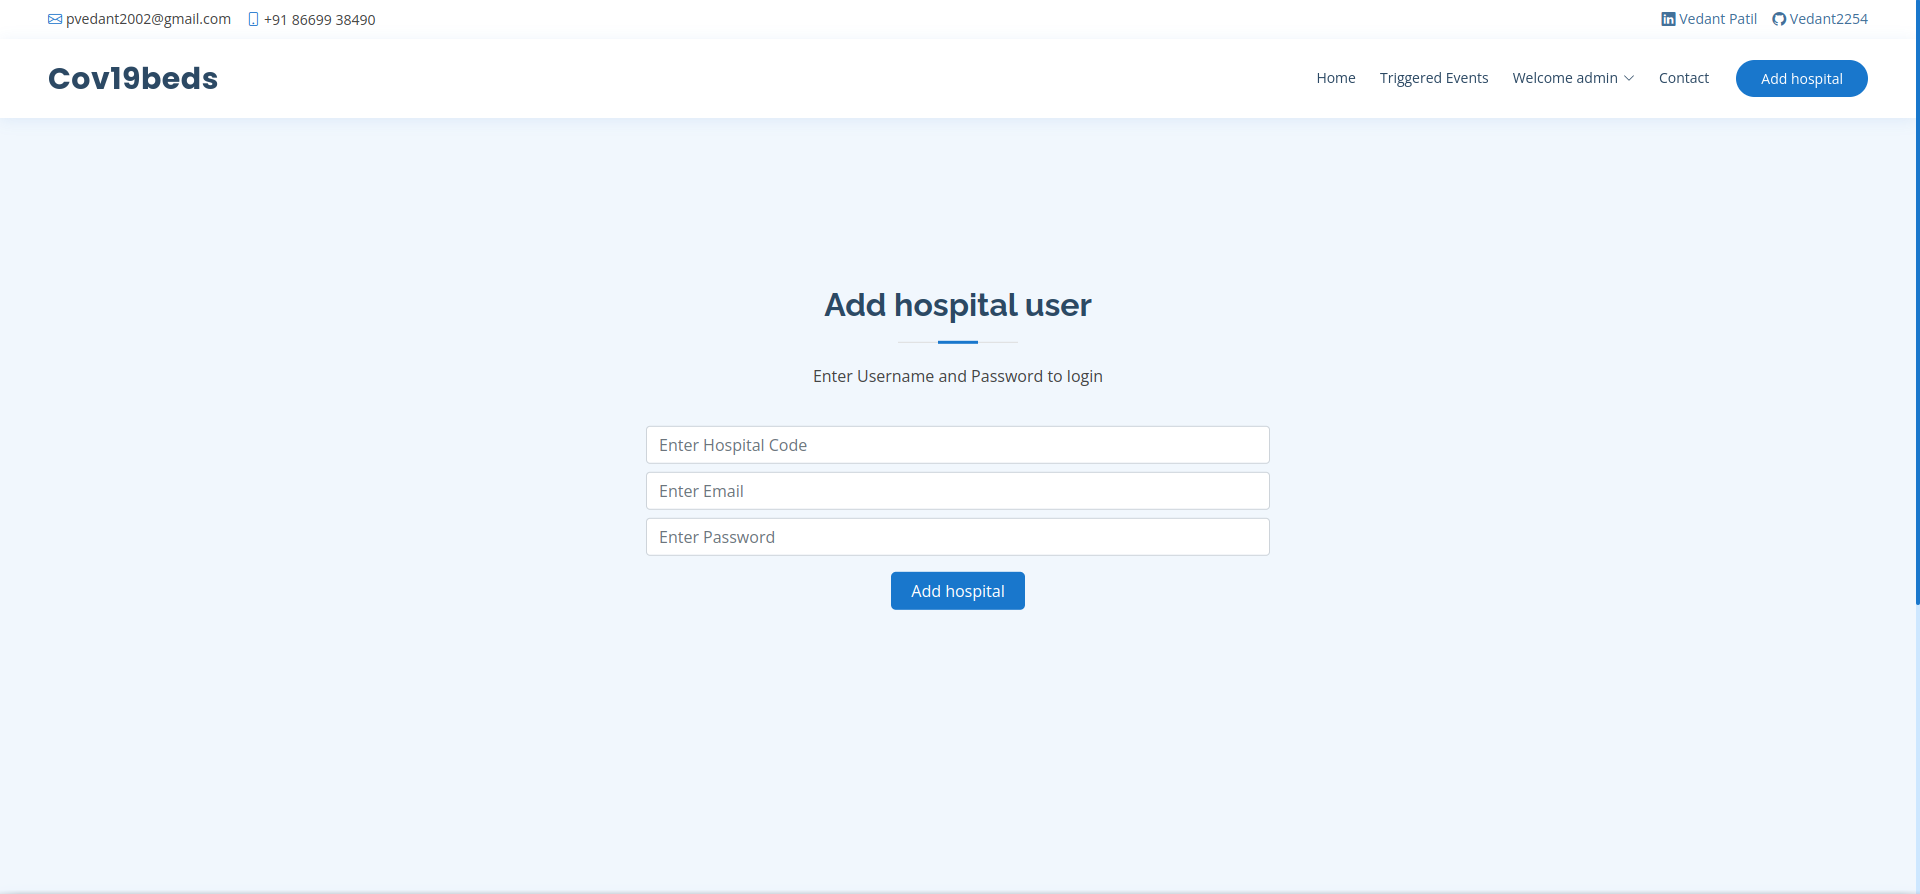 pvedant2002@gmail.com +91 86699 38490 Vedant Patil Vedant2254
Cov19beds Home Triggered Events Welcome admin Contact Add hospital
Add hospital user
Enter Username and Password to login
Enter Hospital Code
Enter Email
Enter Password
Add hospital